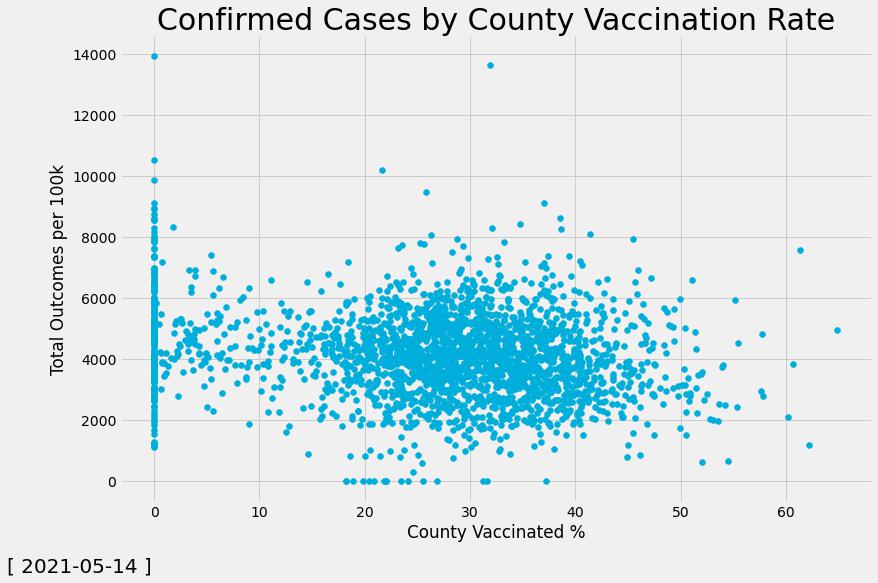 Confirmed Cases by County Vaccination Rate
14000
12000
10000
8000
6000
4000
2000
0
Total Outcomes per 100k
0 10 20 30 40 50 60
County Vaccinated %
[ 2021-05-14 ]